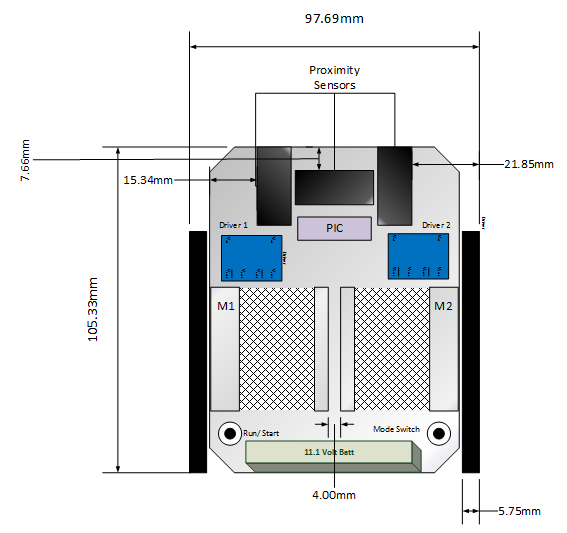 97.69mm
Proximity
Sensors
7.66mm
15.34mm
21.85mm
Driver 1
PIC
Driver 2
105.33mm
M1
M2
Run/ Start
Mode Switch
11.1 Volt Batt
4.00mm
5.75mm